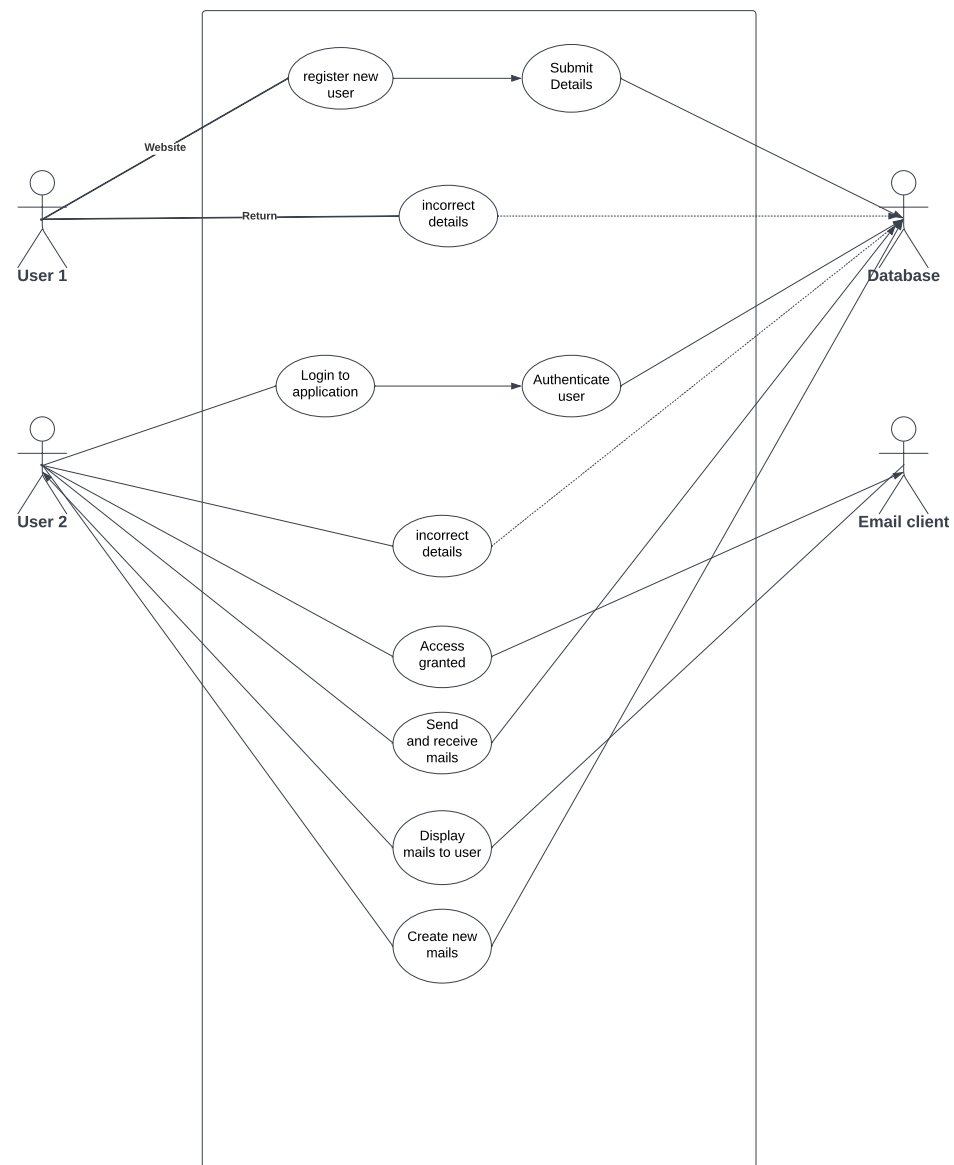 register new
user
Submit
Details
Website
incorrect
details
Return
User 1
Database
Login to
application
Authenticate
user
User 2
Email client
incorrect
details
Access
granted
Send
and receive
mails
Display
mails to user
Create new
mails